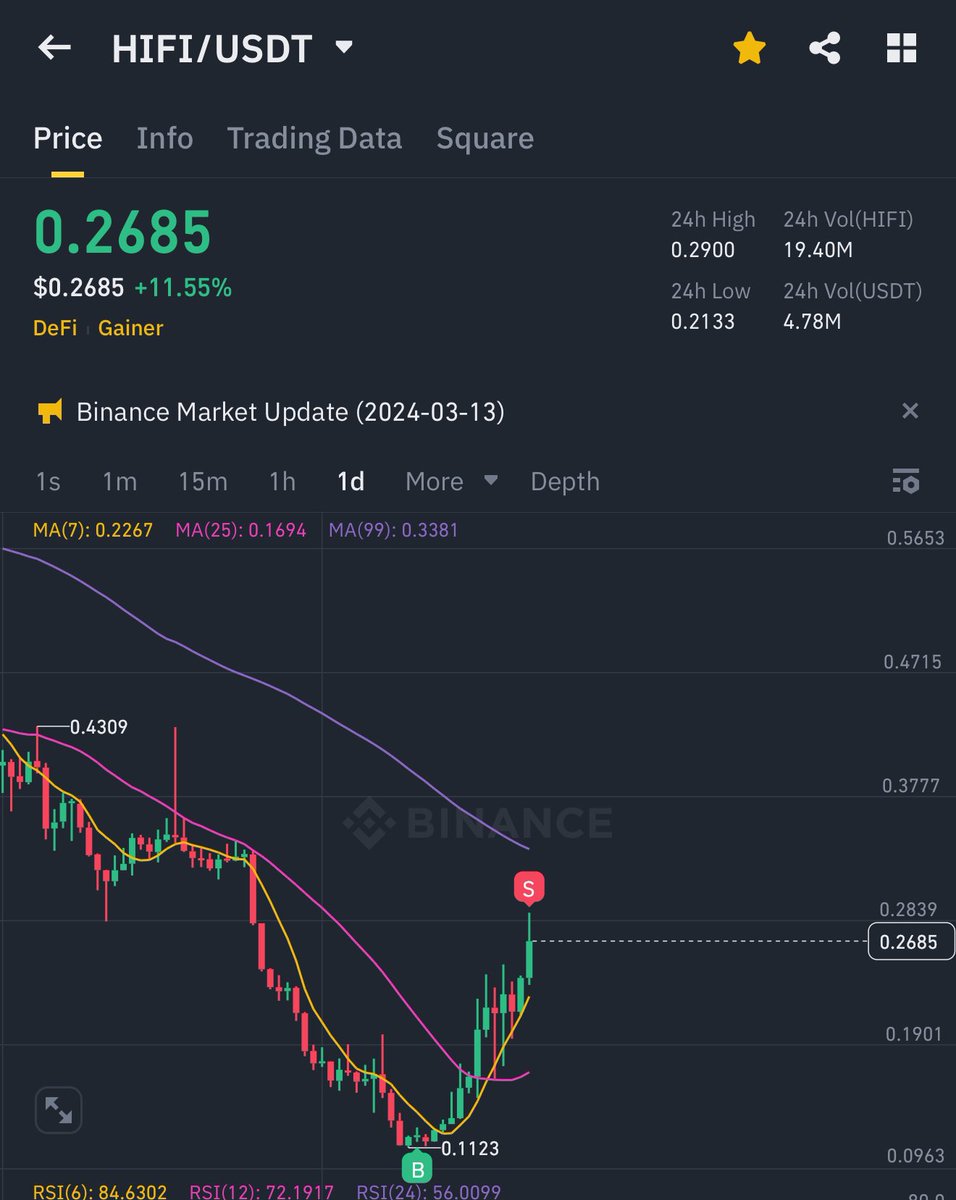 HIFI/USDT
Price Info Trading Data Square
0.2685
$0.2685 +11.55%
DeFi Gainer
24h High 24h Vol(HIFI)
0.2900 19.40M
24h Low 24h Vol(USDT)
0.2133 4.78M
Binance Market Update (2024-03-13)
1s 1m 15m 1h 1d More Depth
MA(7): 0.2267 MA(25): 0.1694 MA(99): 0.3381
0.5653
0.4715
0.4309
0.3777
BINANCE
S
0.2839
0.2685
0.1901
0.1123
0.0963
B
RSI(6): 84.6302 RSI(12): 72.1917 RSI(24): 56.0099